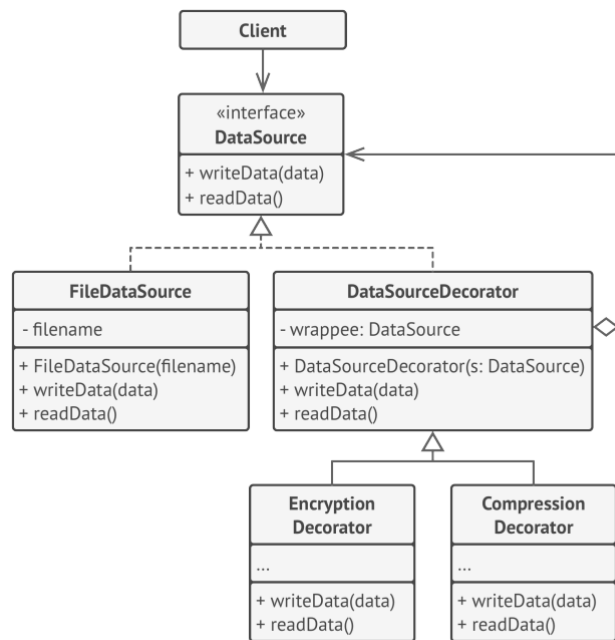 Client
«interface»
DataSource
+ writeData(data)
+ readData()
FileDataSource
- filename
+ FileDataSource(filename)
+ writeData(data)
+ readData()
DataSourceDecorator
- wrappee: DataSource
+ DataSourceDecorator(s: DataSource)
+ writeData(data)
+ readData()
Encryption
Decorator
...
+ writeData(data)
+ readData()
Compression
Decorator
...
+ writeData(data)
+ readData()